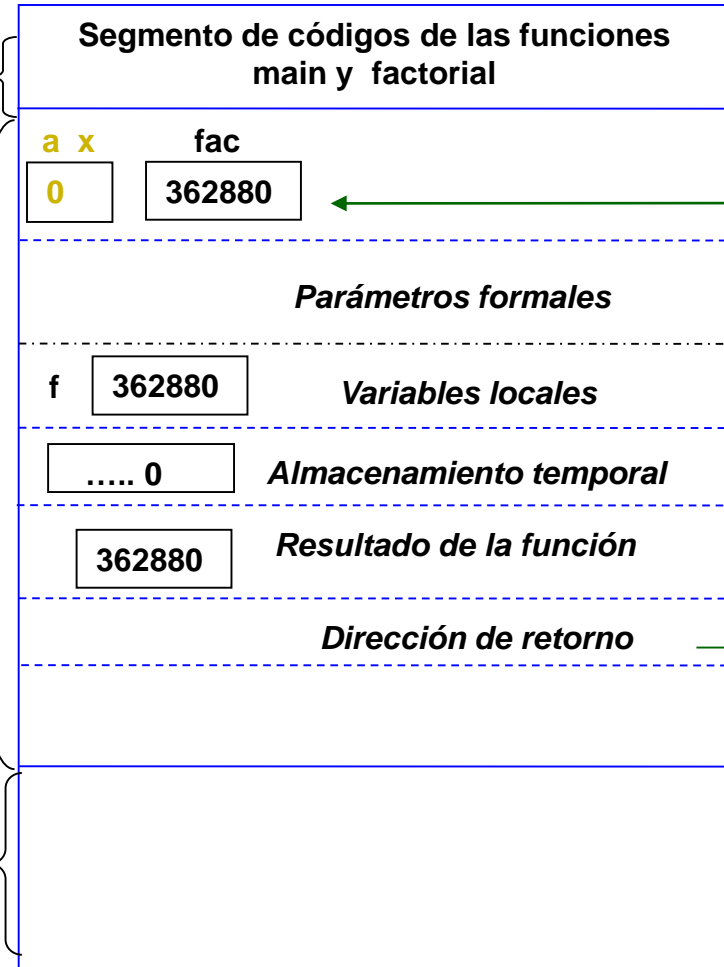 Segmento de códigos de las funciones
main y factorial
a x fac
0 362880
Parámetros formales
f 362880 Variables locales
..... 0 Almacenamiento temporal
362880 Resultado de la función
Dirección de retorno